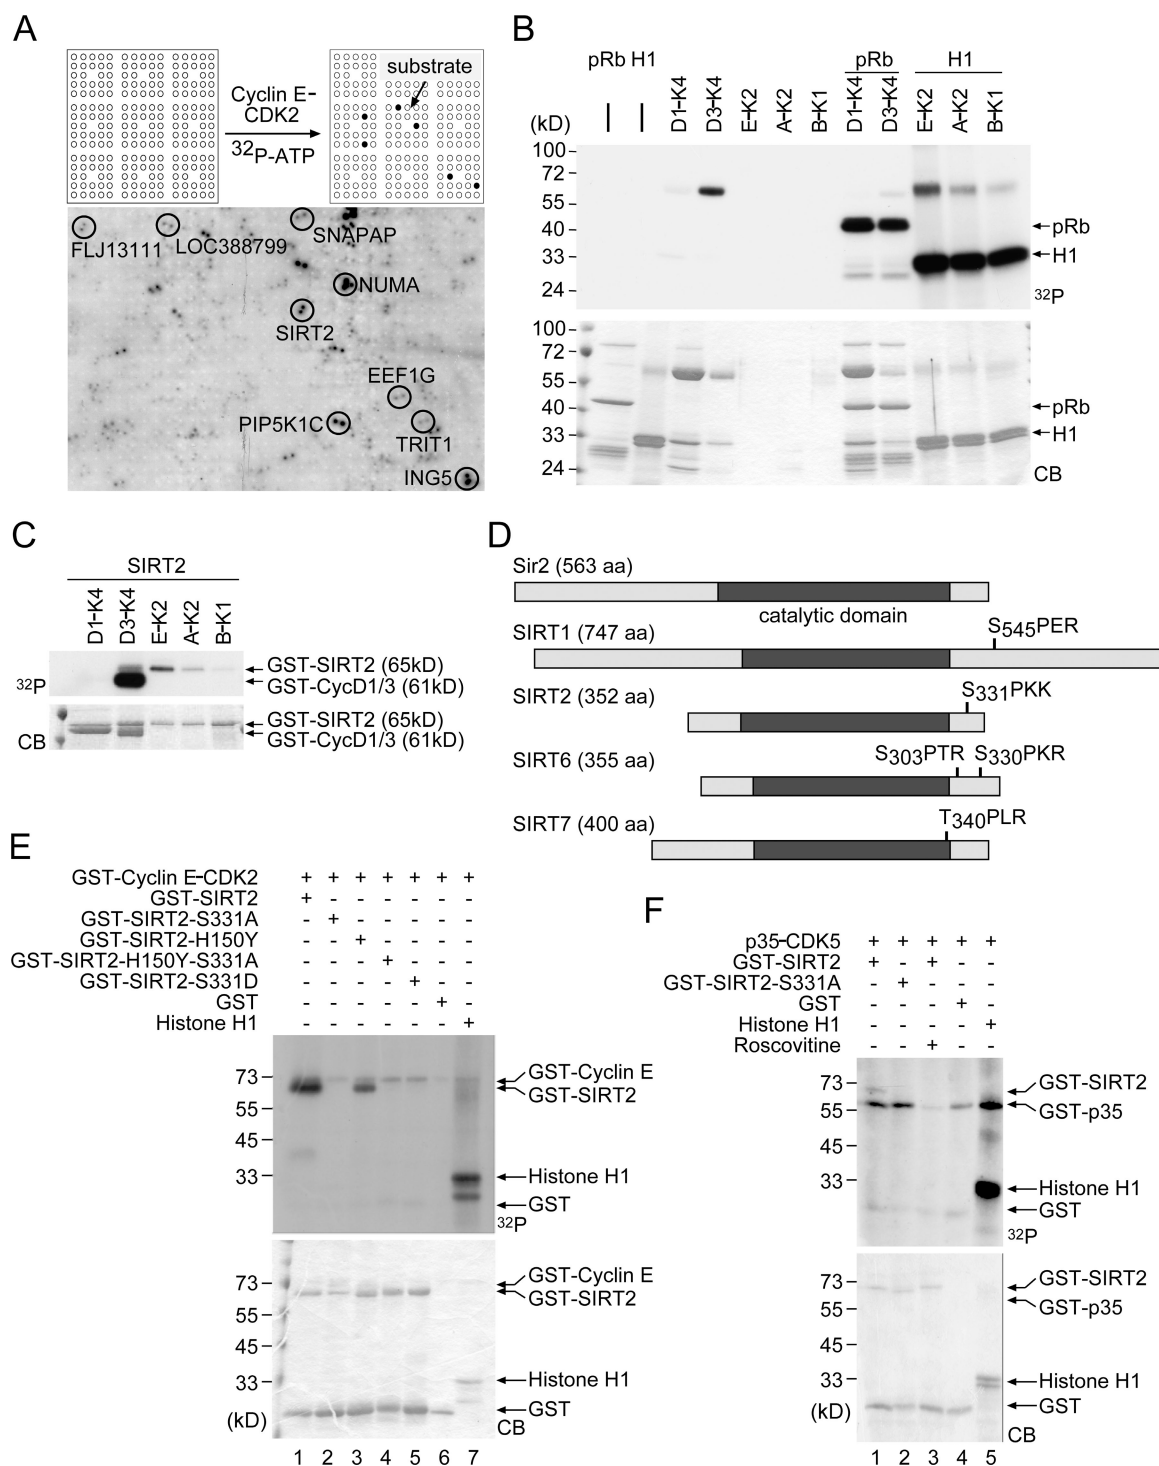 A
Cyclin E-
CDK2
32P-ATP
substrate
FLJ13111
LOC388799
SNAPAP
NUMA
SIRT2
EEF1G
PIP5K1C
TRIT1
ING5
B
pRb H1
pRb
H1
D1-K4
D3-K4
E-K2
A-K2
B-K1
D1-K4
D3-K4
E-K2
A-K2
B-K1
(kD)
100
72
55
40
33
24
pRb
H1
32P
100
72
55
40
33
24
pRb
H1
CB
C
SIRT2
D1-K4
D3-K4
E-K2
A-K2
B-K1
32P
GST-SIRT2 (65kD)
GST-CycD1/3 (61kD)
CB
GST-SIRT2 (65kD)
GST-CycD1/3 (61kD)
D
Sir2 (563 aa)
catalytic domain
SIRT1 (747 aa)
S545PER
SIRT2 (352 aa)
S331PKK
SIRT6 (355 aa)
S303PTR
S330PKR
SIRT7 (400 aa)
T340PLR
E
GST-Cyclin E-CDK2 + + + + + + +
GST-SIRT2 + - - - - - -
GST-SIRT2-S331A - + - - - - -
GST-SIRT2-H150Y - - + - - - -
GST-SIRT2-H150Y-S331A - - - + - - -
GST-SIRT2-S331D - - - - + - -
GST - - - - - + -
Histone H1 - - - - - - +
73
55
45
33
GST-Cyclin E
GST-SIRT2
Histone H1
GST
32P
73
55
45
33
(kD)
GST-Cyclin E
GST-SIRT2
Histone H1
GST
CB
1 2 3 4 5 6 7
F
p35-CDK5 + + + + +
GST-SIRT2 + - + - -
GST-SIRT2-S331A - + - - -
GST - - - + -
Histone H1 - - - - +
Roscovitine - - + - -
73
55
45
33
GST-SIRT2
GST-p35
Histone H1
GST
32P
73
55
45
33
(kD)
GST-SIRT2
GST-p35
Histone H1
GST
CB
1 2 3 4 5